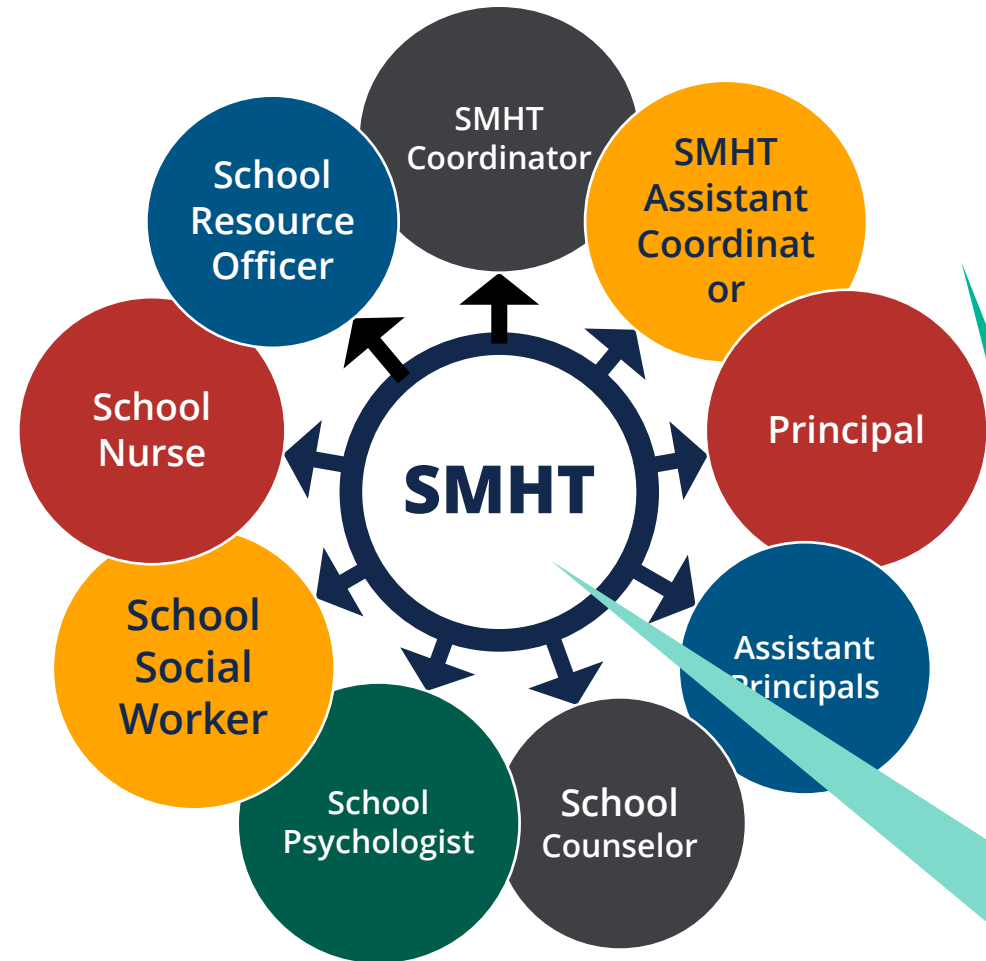 SMHT
Coordinator
SMHT
Assistant
Coordinat
or
Principal
Assistant
Principals
School
Counselor
School
Psychologist
School
Social
Worker
School
Nurse
School
Resource
Officer
SMHT